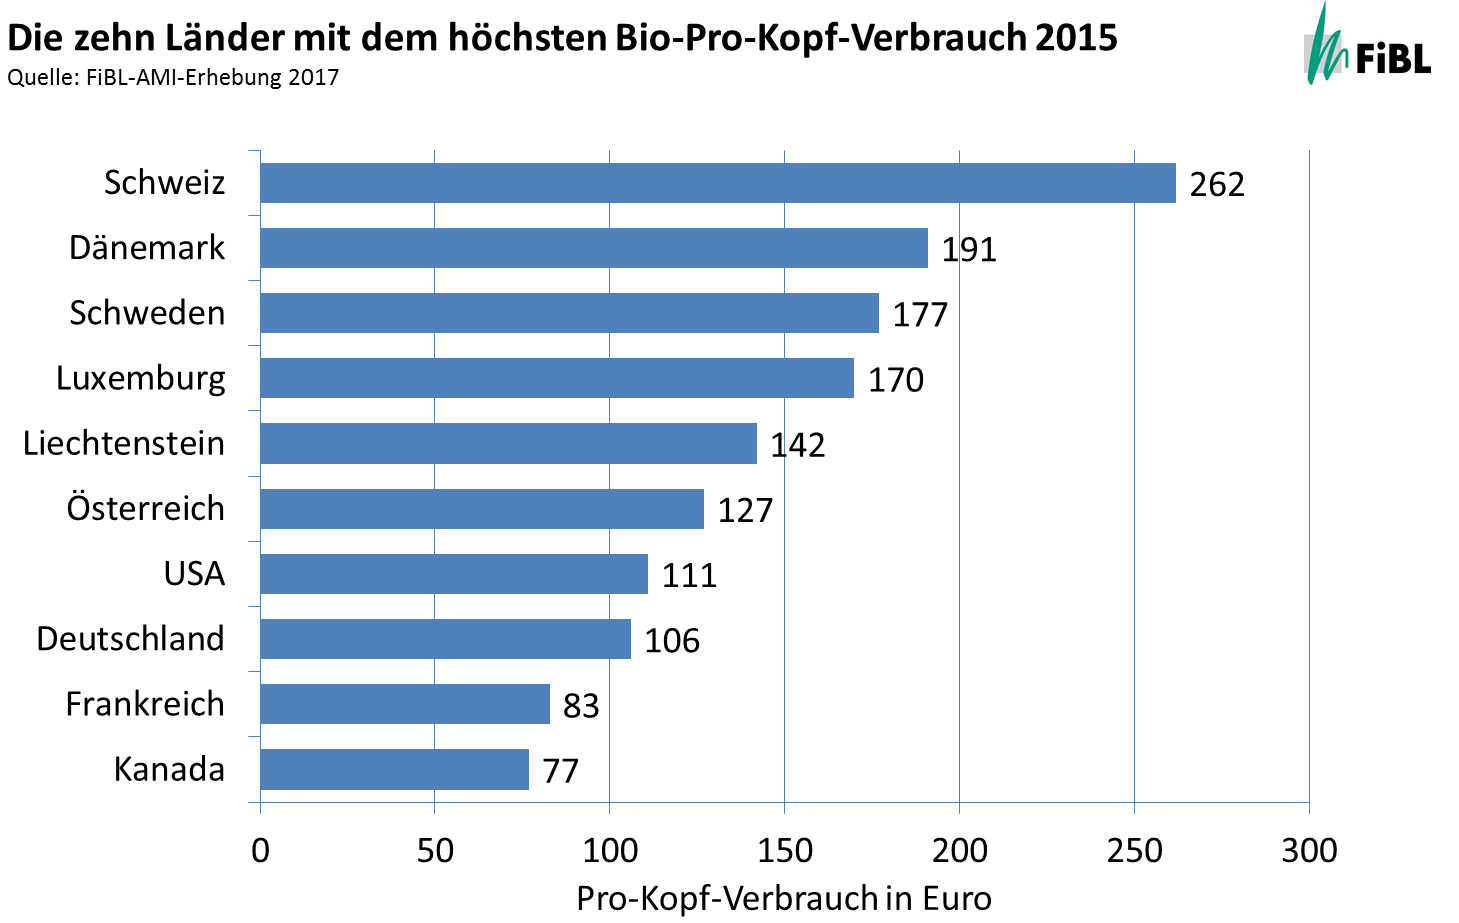 Die zehn Länder mit dem höchsten Bio-Pro-Kopf-Verbrauch 2015
Quelle: FiBL-AMI-Erhebung 2017
FiBL
Schweiz 262
Dänemark 191
Schweden 177
Luxemburg 170
Liechtenstein 142
Österreich 127
USA 111
Deutschland 106
Frankreich 83
Kanada 77
0 50 100 150 200 250 300
Pro-Kopf-Verbrauch in Euro